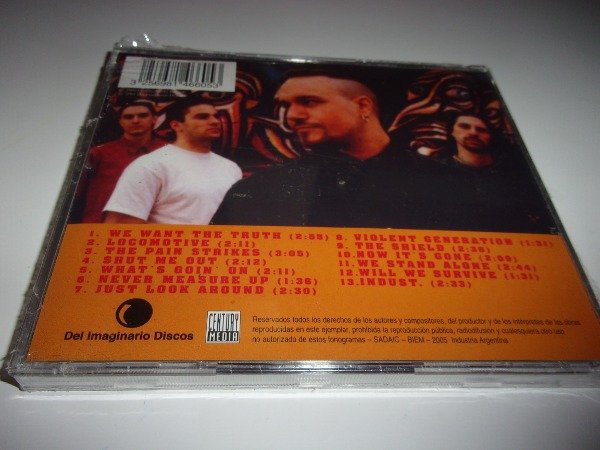 3 256981 466053
1. WE WANT THE TRUTH (2:55)
2. LOCOMOTIVE (2:11)
3. THE PAIN STRIKES (3:05)
4. SHUT ME OUT (2:12)
5. WHAT'S GOIN' ON (2:11)
6. NEVER MEASURE UP (1:36)
7. JUST LOOK AROUND (2:30)
8. VIOLENT GENERATION (1:31)
9. THE SHIELD (2:38)
10. NOW IT'S GONE (2:09)
11. WE STAND ALONE (2:44)
12. WILL WE SURVIVE (1:31)
13. INDUST. (2:33)
Del Imaginario Discos
CENTURY
MEDIA
Reservados todos los derechos de los autores y compositores, del productor y de los intérpretes de las obras
reproducidas en este ejemplar, prohibida la reproducción pública, radiodifusión y cualesquiera otro uso
no autorizado de estos fonogramas – SADAIC – BIEM – 2005 Industria Argentina